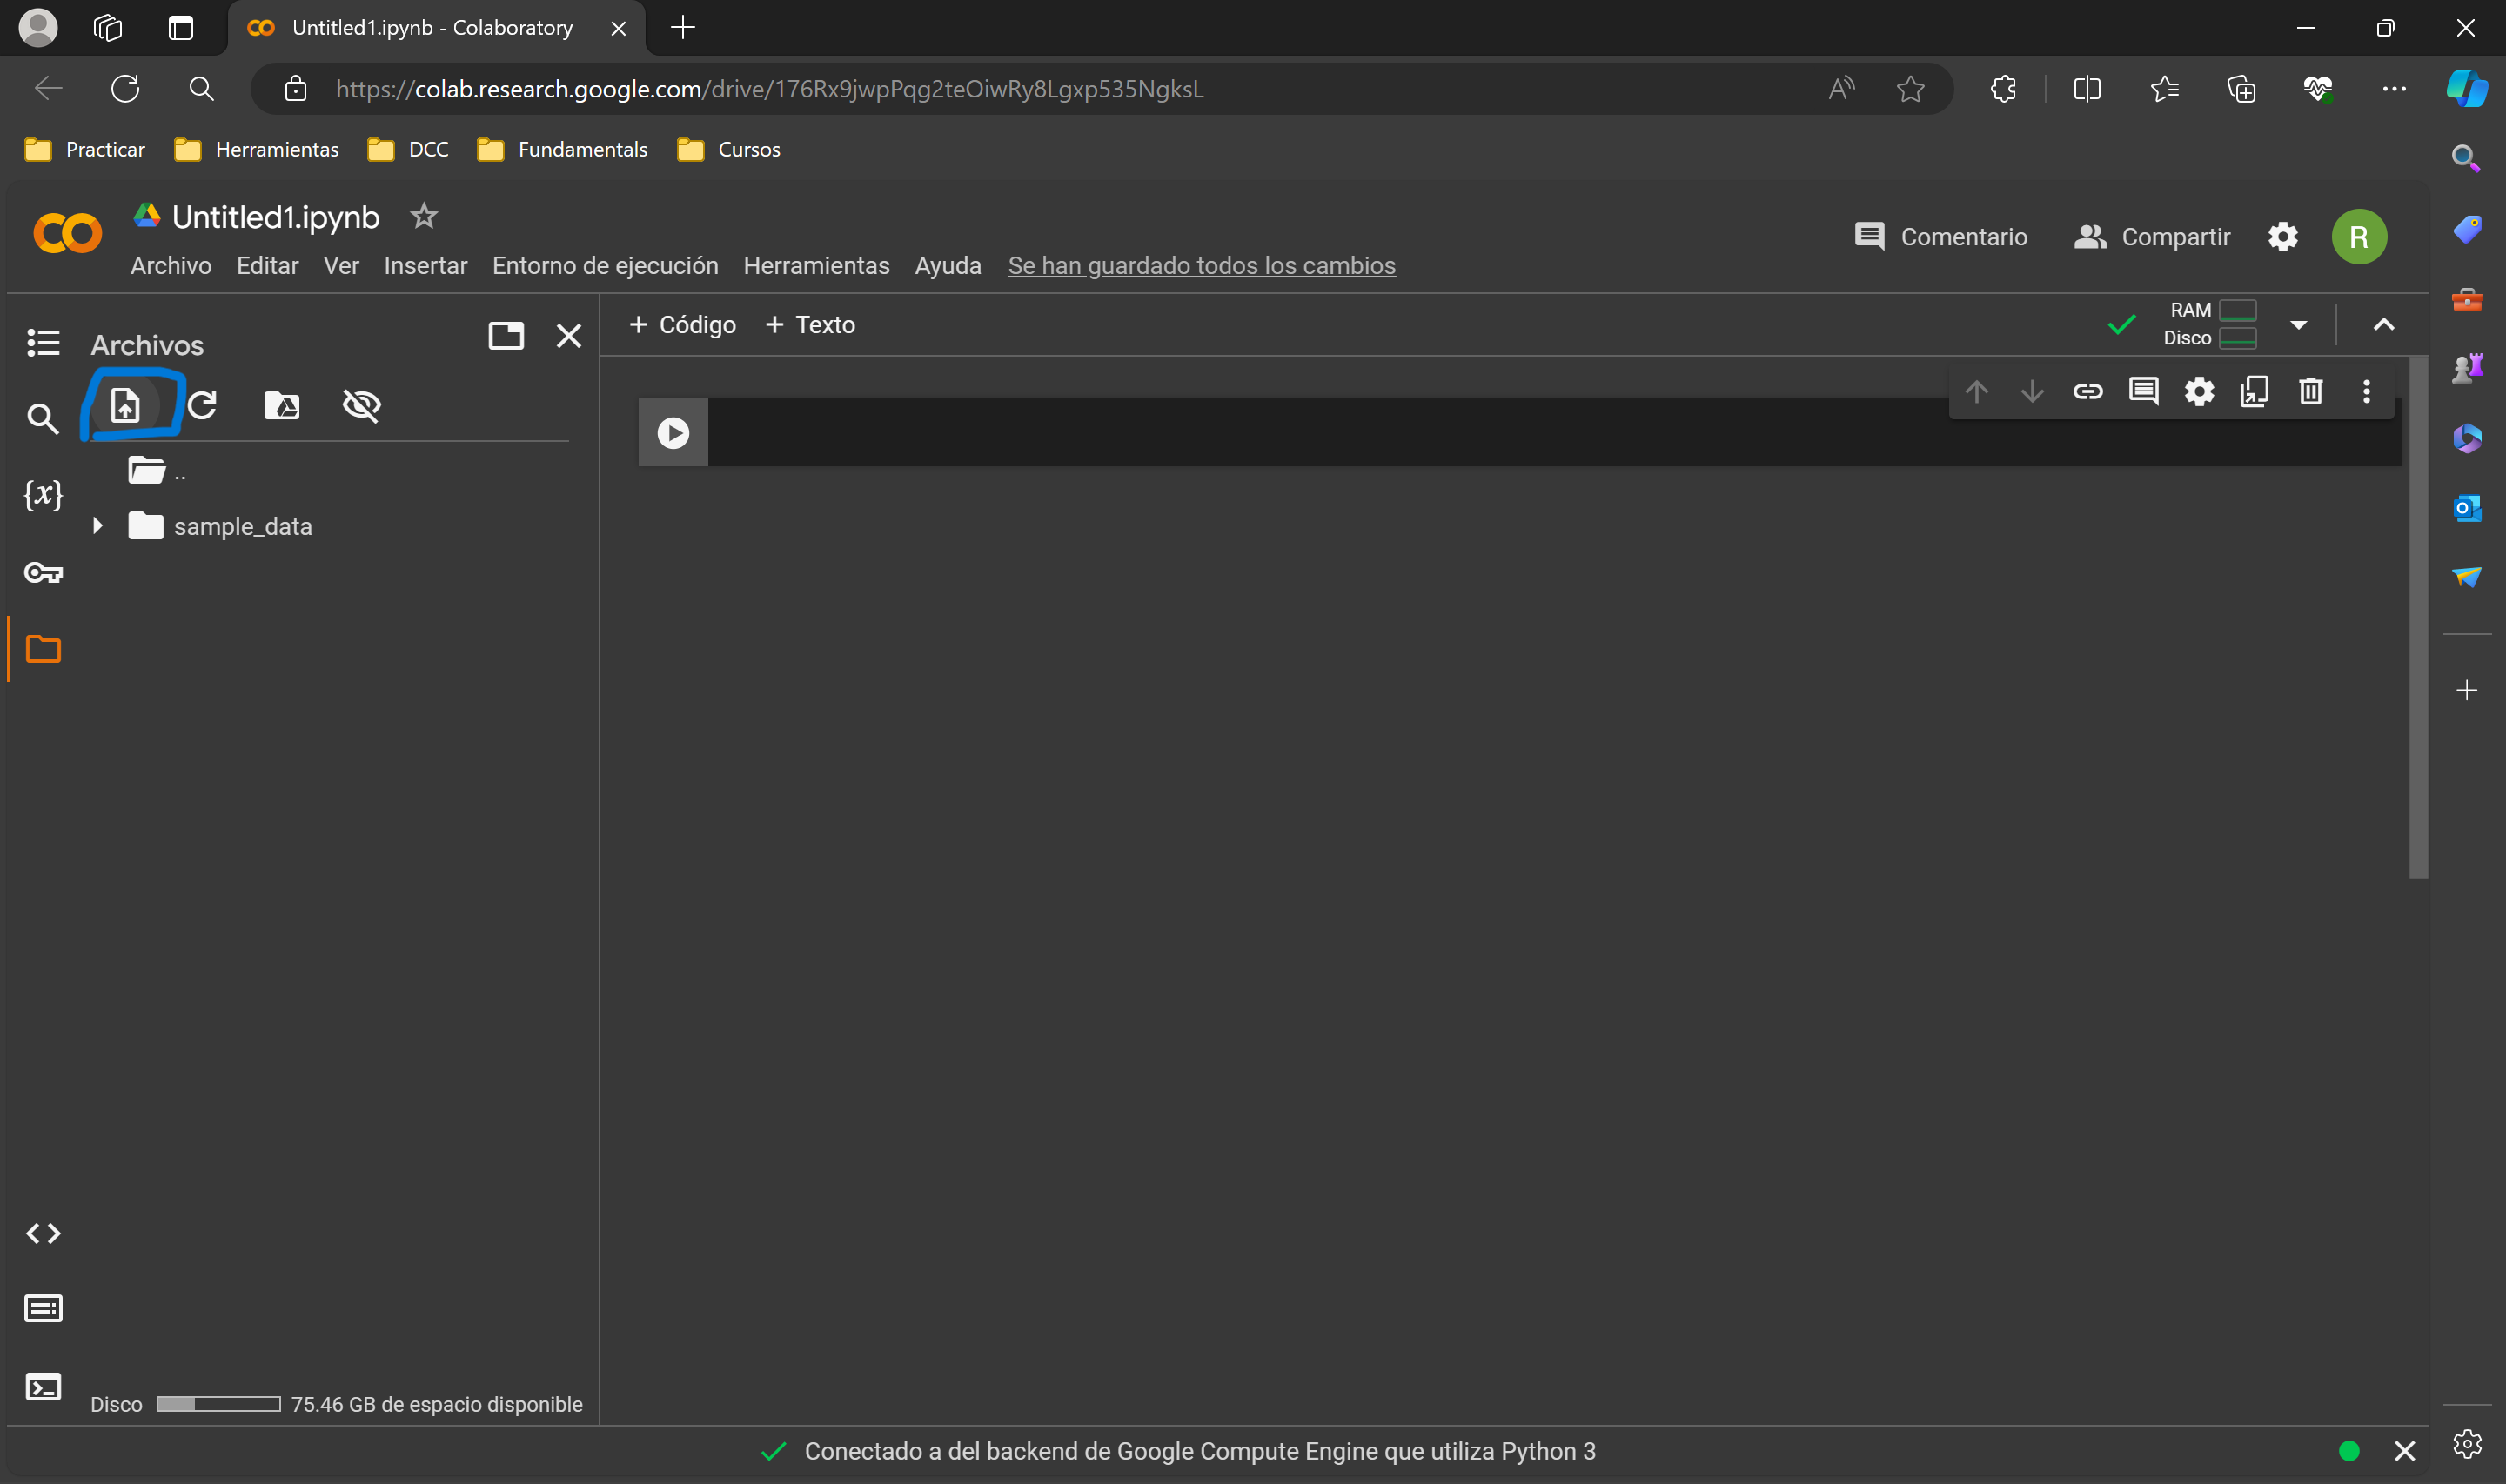 Untitled1.ipynb - Colaboratory
https://colab.research.google.com/drive/176Rx9jwpPqg2teOiwRy8Lgxp535NgksL
Practicar Herramientas DCC Fundamentals Cursos
Untitled1.ipynb
Comentario Compartir R
Archivo Editar Ver Insertar Entorno de ejecución Herramientas Ayuda Se han guardado todos los cambios
Archivos
+ Código + Texto
RAM
Disco
..
{x}
sample_data
Disco 75.46 GB de espacio disponible
Conectado a del backend de Google Compute Engine que utiliza Python 3